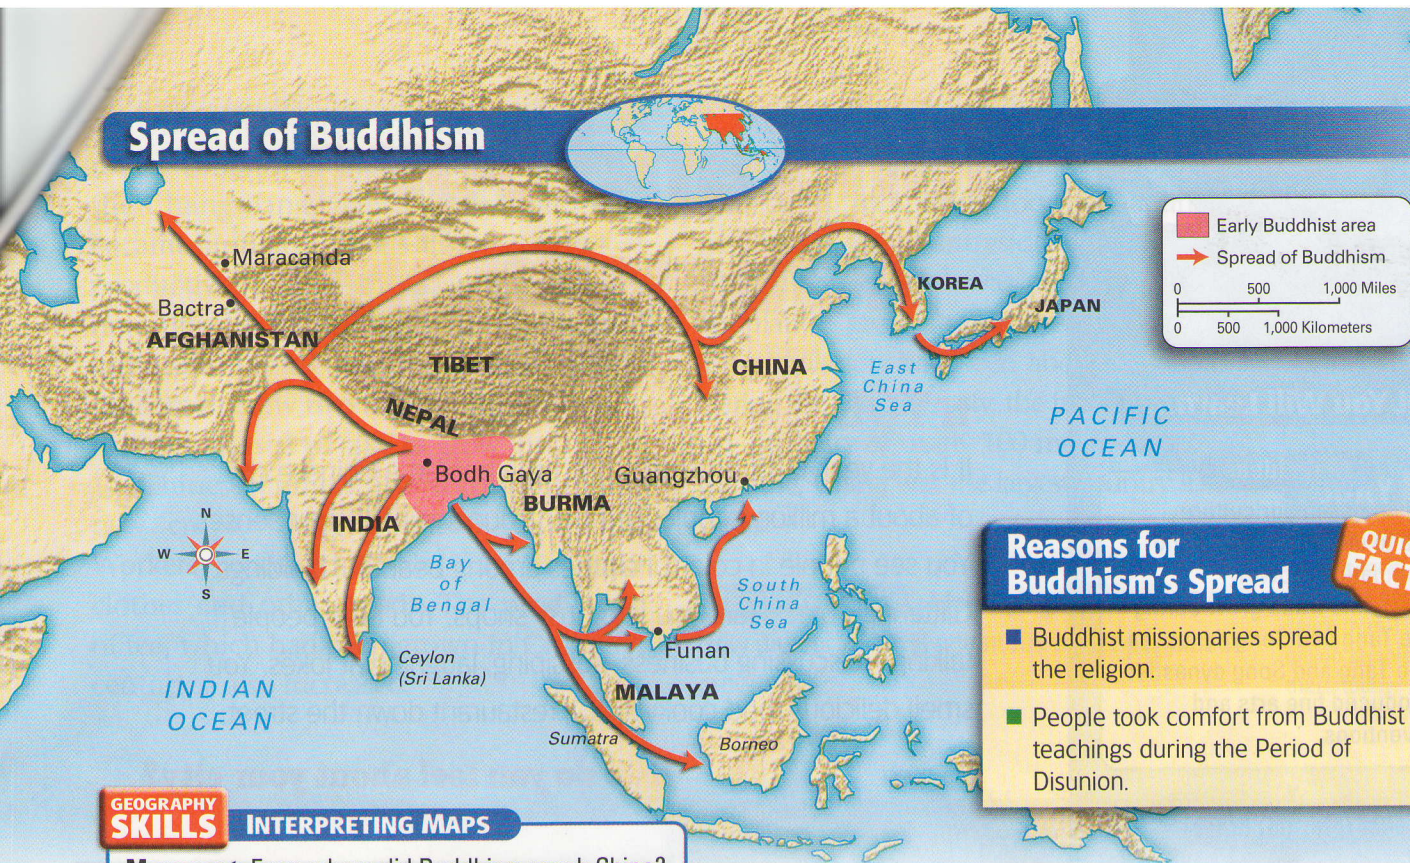 Spread of Buddhism
Early Buddhist area
Spread of Buddhism
0 500 1,000 Miles
0 500 1,000 Kilometers
Maracanda
Bactra
AFGHANISTAN
TIBET
NEPAL
CHINA
KOREA
JAPAN
East
China
Sea
PACIFIC
OCEAN
Bodh Gaya
Guangzhou
BURMA
INDIA
N
W E
S
Bay
of
Bengal
South
China
Sea
Funan
Ceylon
(Sri Lanka)
MALAYA
INDIAN
OCEAN
Sumatra
Borneo
Reasons for
Buddhism's Spread
Buddhist missionaries spread
the religion.
People took comfort from Buddhist
teachings during the Period of
Disunion.
GEOGRAPHY
SKILLS
INTERPRETING MAPS